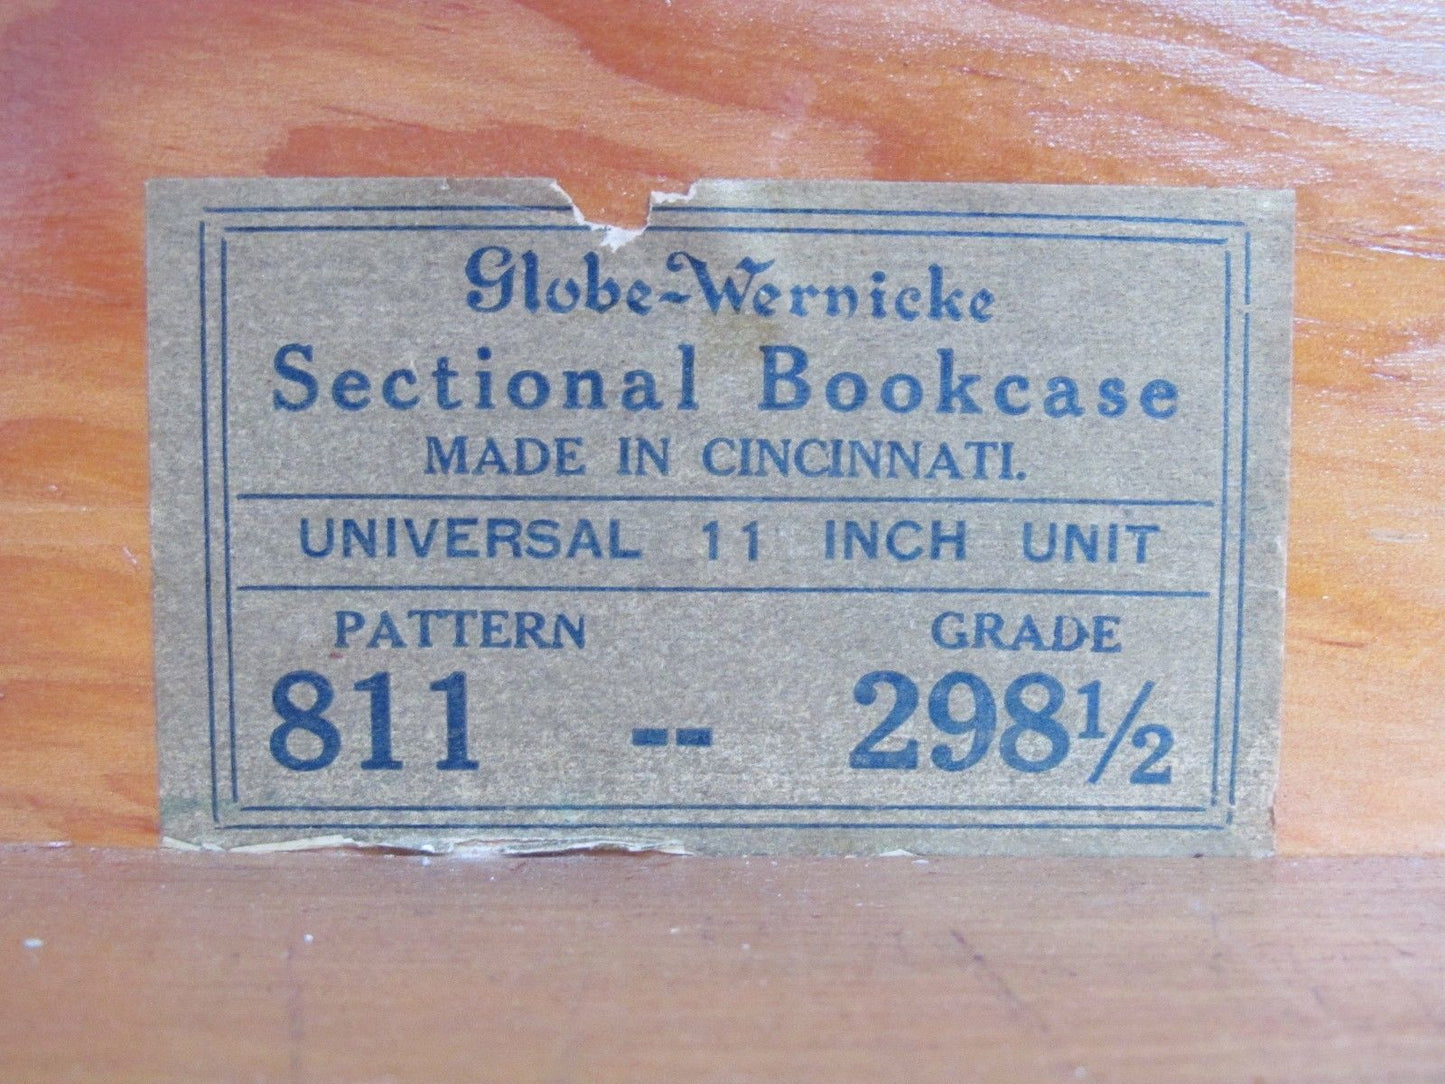 Globe-Wernicke
Sectional Bookcase
MADE IN CINCINNATI.
UNIVERSAL 11 INCH UNIT
PATTERN GRADE
811 -- 298½